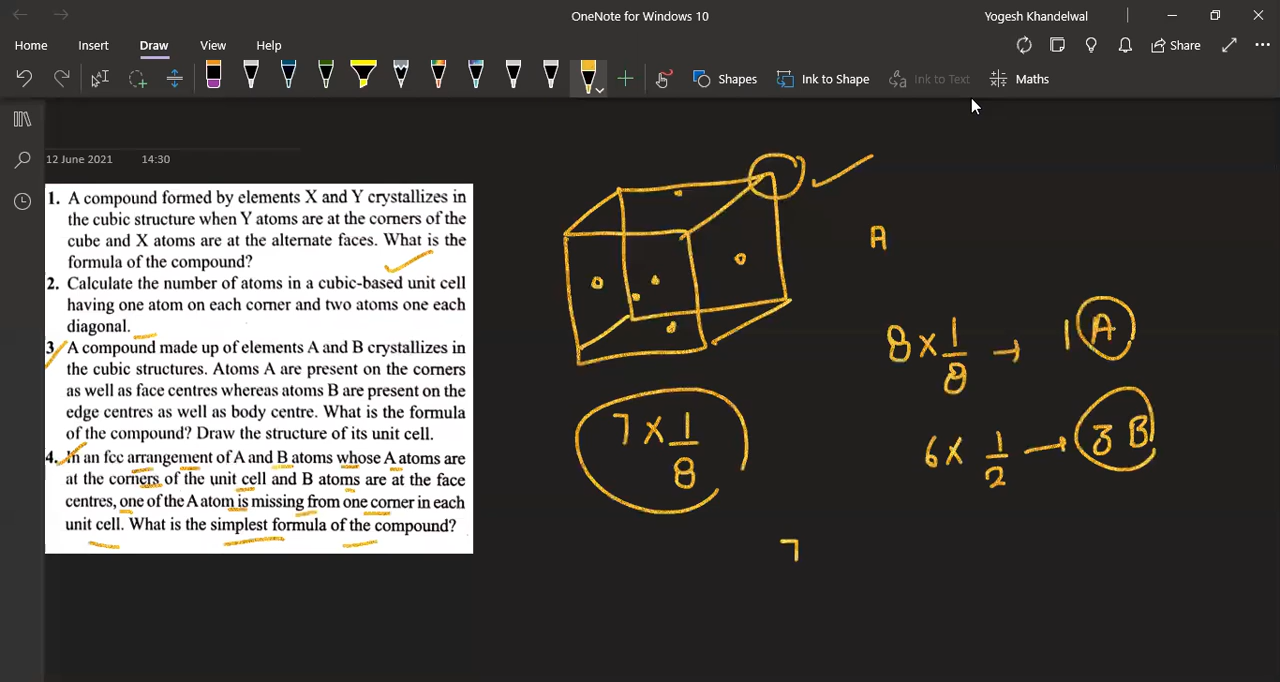 OneNote for Windows 10
Yogesh Khandelwal
Home Insert Draw View Help
Share
Shapes Ink to Shape Ink to Text Maths
12 June 2021 14:30
1. A compound formed by elements X and Y crystallizes in
the cubic structure when Y atoms are at the corners of the
cube and X atoms are at the alternate faces. What is the
formula of the compound?
2. Calculate the number of atoms in a cubic-based unit cell
having one atom on each corner and two atoms one each
diagonal.
3 A compound made up of elements A and B crystallizes in
the cubic structures. Atoms A are present on the corners
as well as face centres whereas atoms B are present on the
edge centres as well as body centre. What is the formula
of the compound? Draw the structure of its unit cell.
4. In an fcc arrangement of A and B atoms whose A atoms are
at the corners of the unit cell and B atoms are at the face
centres, one of the A atom is missing from one corner in each
unit cell. What is the simplest formula of the compound?
A
8 × 1/8 → 1 A
7 × 1/8
6 × 1/2 → 3 B
7